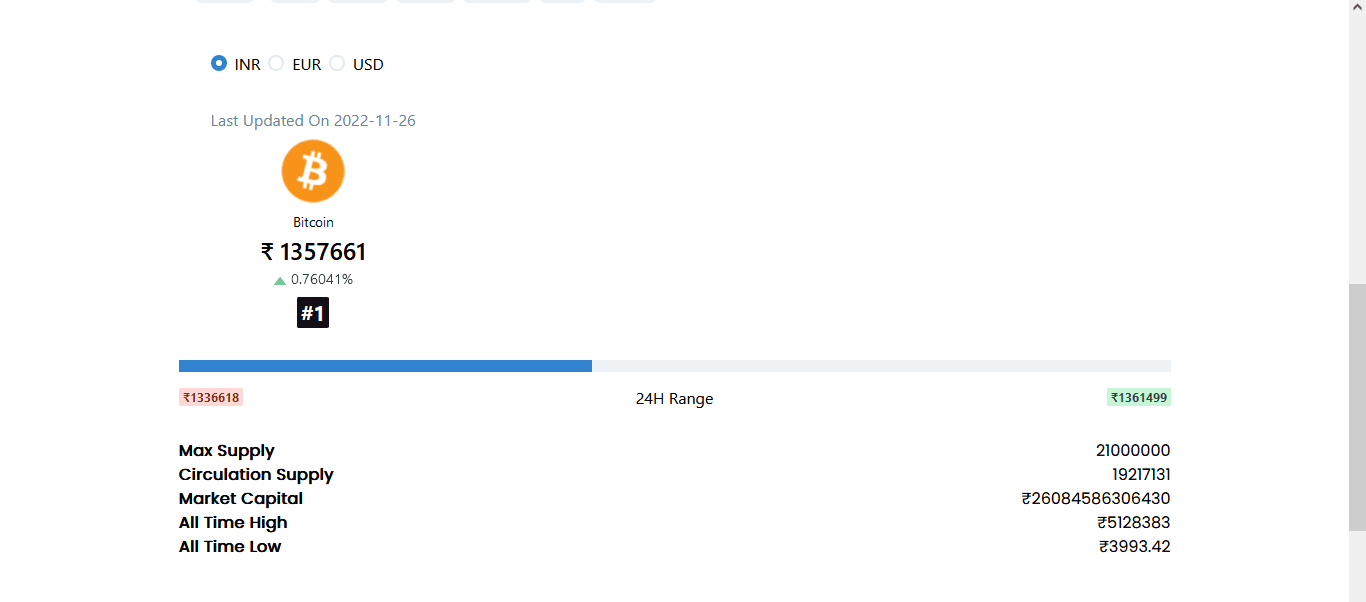 INR EUR USD
Last Updated On 2022-11-26
Bitcoin
₹ 1357661
0.76041%
#1
₹1336618 24H Range ₹1361499
Max Supply 21000000
Circulation Supply 19217131
Market Capital ₹26084586306430
All Time High ₹5128383
All Time Low ₹3993.42